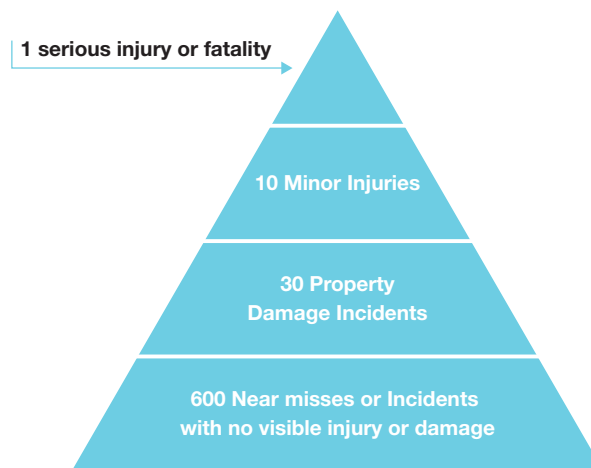 1 serious injury or fatality
10 Minor Injuries
30 Property
Damage Incidents
600 Near misses or Incidents
with no visible injury or damage